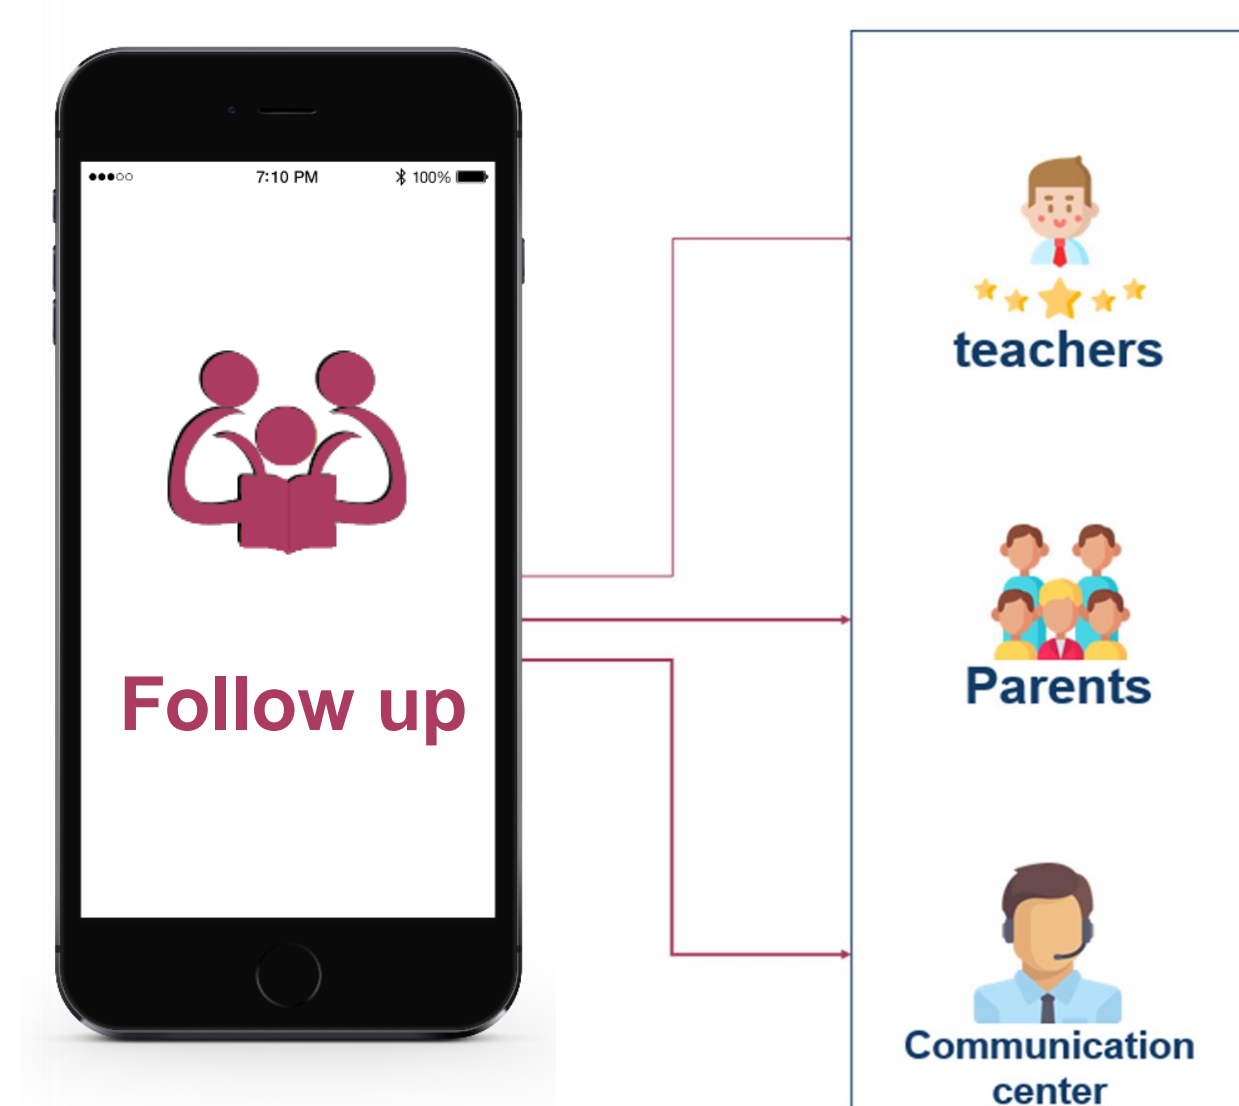 7:10 PM
100%
Follow up
teachers
Parents
Communication
center